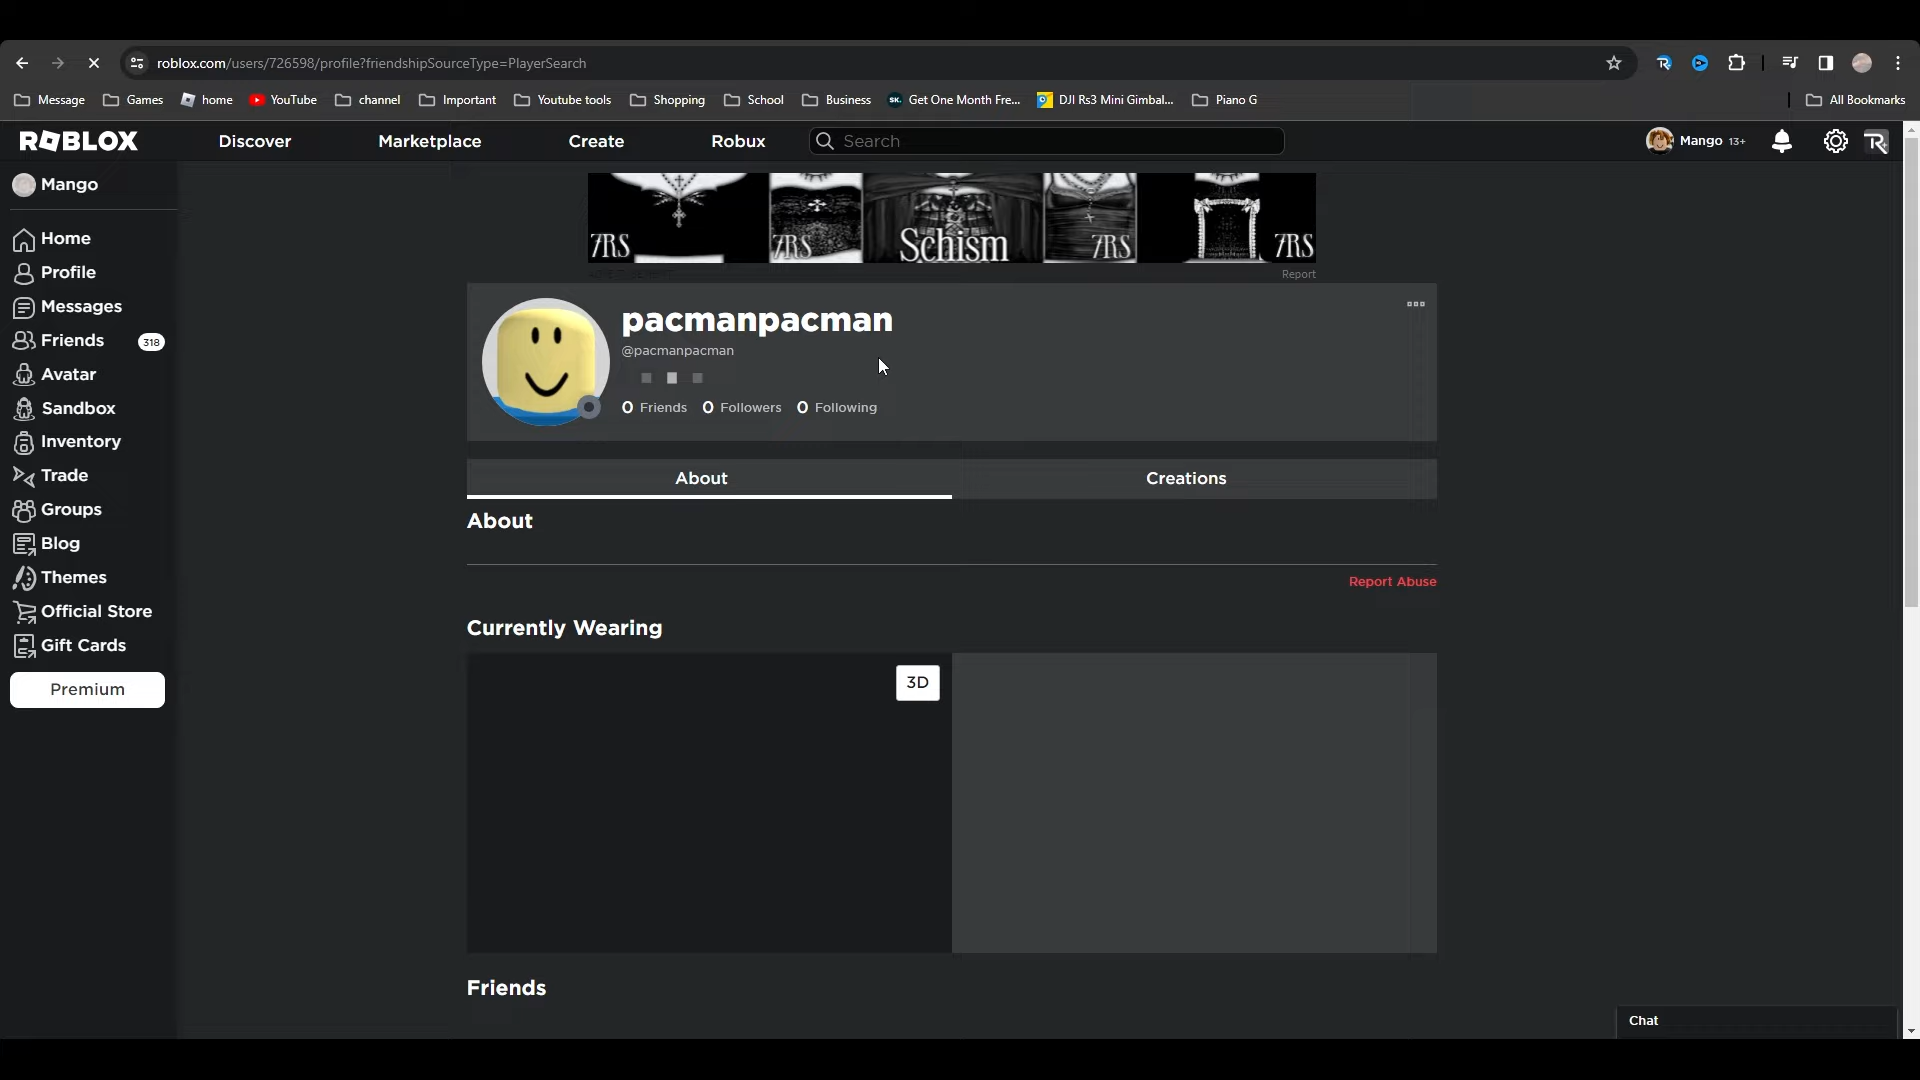 roblox.com/users/726598/profile?friendshipSourceType=PlayerSearch
Message Games home YouTube channel Important Youtube tools Shopping School Business SK. Get One Month Fre... DJI Rs3 Mini Gimbal... Piano G All Bookmarks
ROBLOX Discover Marketplace Create Robux Search Mango 13+
Mango
Home
Profile
Messages
Friends 318
Avatar
Sandbox
Inventory
Trade
Groups
Blog
Themes
Official Store
Gift Cards
Premium
7RS 7RS Schism 7RS 7RS
Report
pacmanpacman
@pacmanpacman
0 Friends 0 Followers 0 Following
About Creations
About
Report Abuse
Currently Wearing
3D
Friends
Chat